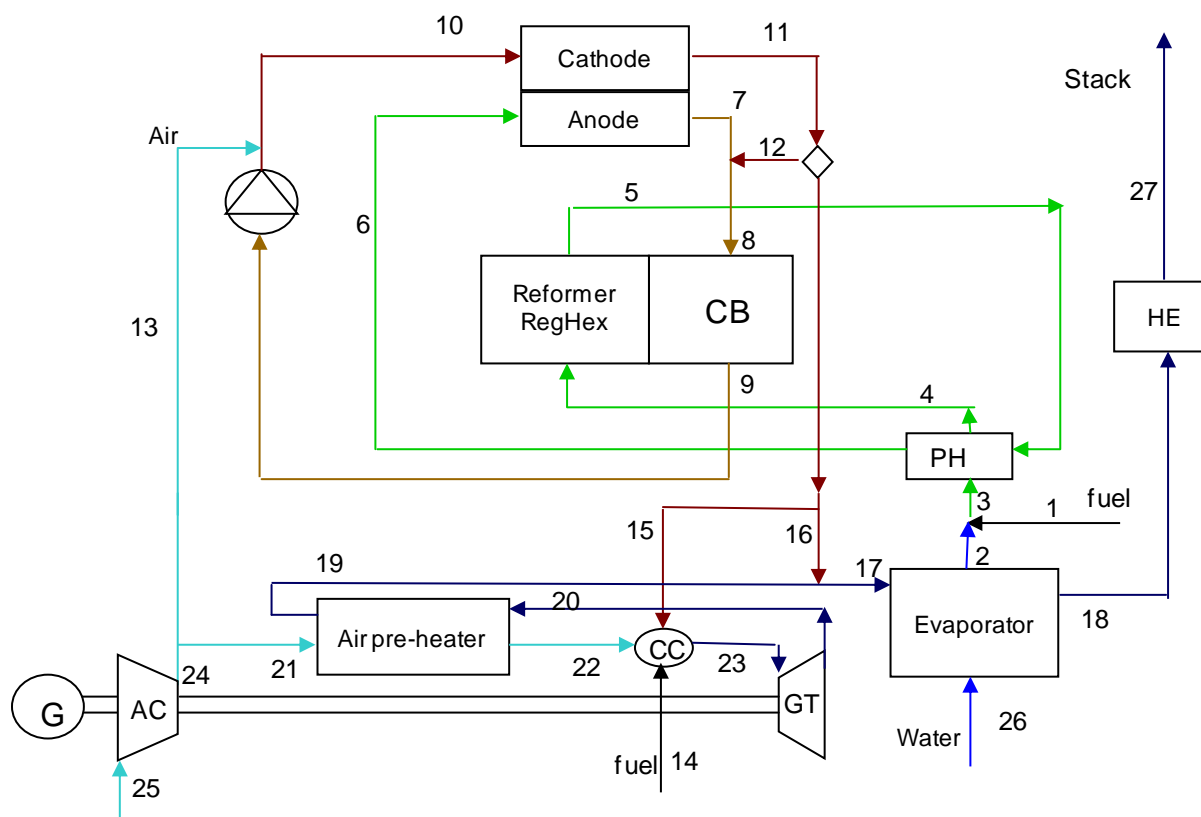 10
11
Cathode
Stack
7
Air
Anode
12
5
27
6
8
Reformer
RegHex
CB
HE
13
9
4
PH
fuel
3
1
15
16
2
19
17
20
Air pre-heater
Evaporator
18
CC
21
22
23
24
G
AC
GT
26
Water
fuel
14
25